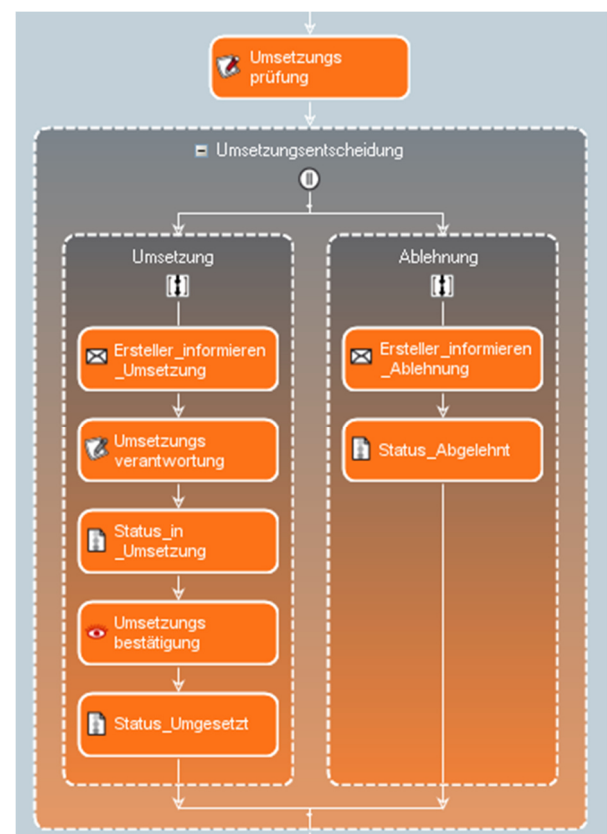 Umsetzungs
prüfung
Umsetzungsentscheidung
Umsetzung
Ersteller_informieren
_Umsetzung
Umsetzungs
verantwortung
Status_in
_Umsetzung
Umsetzungs
bestätigung
Status_Umgesetzt
Ablehnung
Ersteller_informieren
_Ablehnung
Status_Abgelehnt